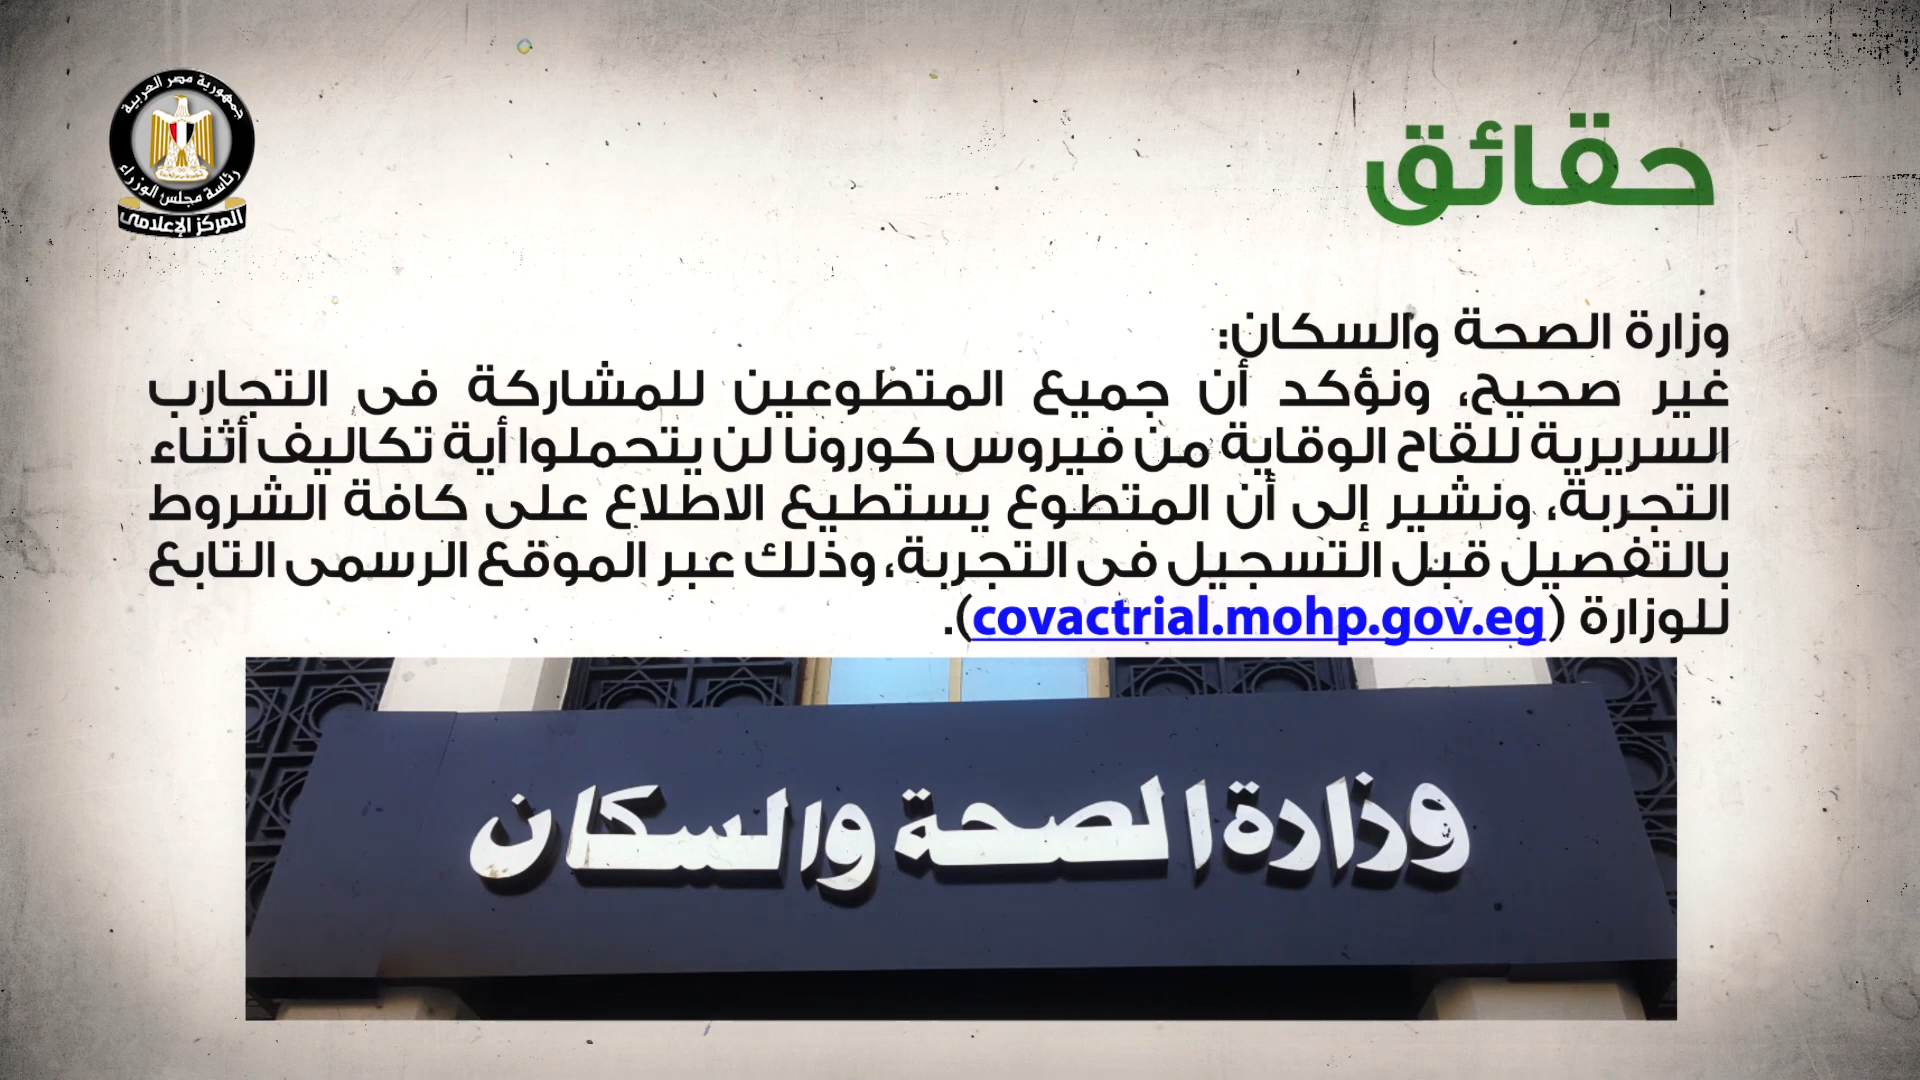 جمهورية مصر العربية
رئاسة مجلس الوزراء
المركز الإعلامى
حقائق
وزارة الصحة والسكان:
غير صحيح، ونؤكد أن جميع المتطوعين للمشاركة فى التجارب
السريرية للقاح الوقاية من فيروس كورونا لن يتحملوا أية تكاليف أثناء
التجربة، ونشير إلى أن المتطوع يستطيع الاطلاع على كافة الشروط
بالتفصيل قبل التسجيل فى التجربة، وذلك عبر الموقع الرسمى التابع
للوزارة (covactrial.mohp.gov.eg).
وزارة الصحة والسكان